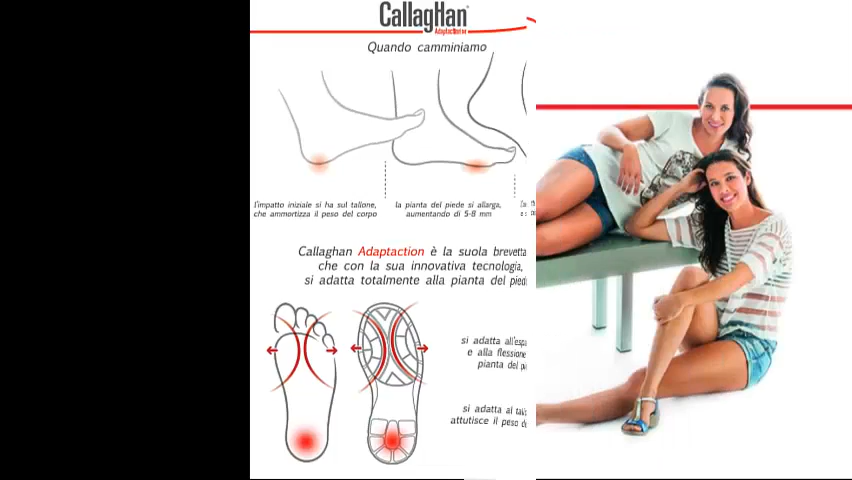 CallagHan
Adaptaction
Quando camminiamo
l'impatto iniziale si ha sul tallone,
che ammortizza il peso del corpo
la pianta del piede si allarga,
aumentando di 5-8 mm
Callaghan Adaptaction è la suola brevetta
che con la sua innovativa tecnologia,
si adatta totalmente alla pianta del pied
si adatta all'espa
e alla flessione
pianta del
si adatta al
attutisce il peso